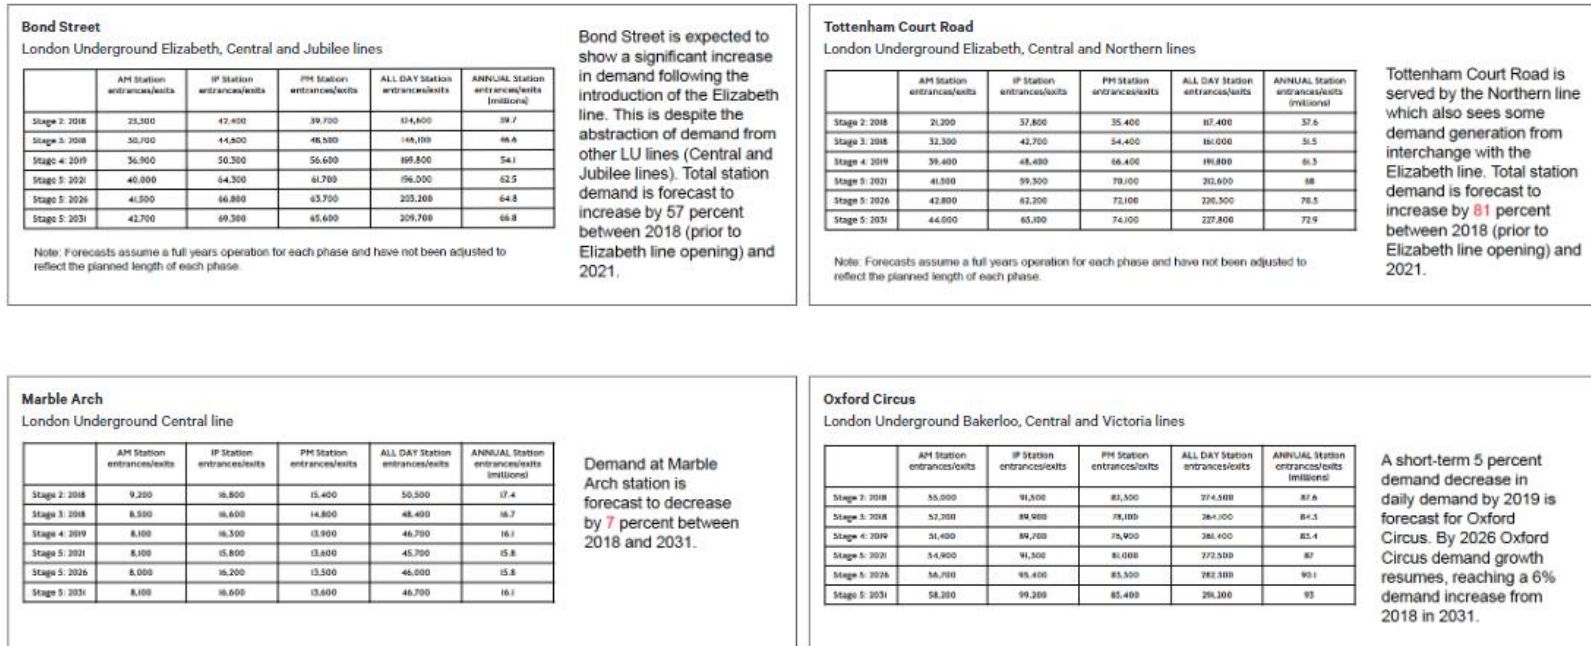 Bond Street
London Underground Elizabeth, Central and Jubilee lines
AM Station entrances/exits IP Station entrances/exits PM Station entrances/exits ALL DAY Station entrances/exits ANNUAL Station entrances/exits (millions)
Stage 2: 2018 23,300 42,400 39,700 124,600 39.7
Stage 3: 2018 30,700 44,600 48,500 146,100 46.6
Stage 4: 2019 36,900 50,300 56,600 169,800 54.1
Stage 5: 2021 40,000 64,300 61,700 196,000 62.5
Stage 5: 2026 41,500 66,800 63,700 203,200 64.8
Stage 5: 2031 42,700 69,300 65,600 209,700 66.8
Note: Forecasts assume a full years operation for each phase and have not been adjusted to
reflect the planned length of each phase.
Bond Street is expected to
show a significant increase
in demand following the
introduction of the Elizabeth
line. This is despite the
abstraction of demand from
other LU lines (Central and
Jubilee lines). Total station
demand is forecast to
increase by 57 percent
between 2018 (prior to
Elizabeth line opening) and
2021.
Tottenham Court Road
London Underground Elizabeth, Central and Northern lines
AM Station entrances/exits IP Station entrances/exits PM Station entrances/exits ALL DAY Station entrances/exits ANNUAL Station entrances/exits (millions)
Stage 2: 2018 21,200 37,800 35,400 117,400 37.6
Stage 3: 2018 32,300 42,700 54,400 161,000 51.5
Stage 4: 2019 39,400 48,400 66,400 191,800 61.3
Stage 5: 2021 41,500 59,300 70,100 212,600 68
Stage 5: 2026 42,800 62,200 72,100 220,300 70.5
Stage 5: 2031 44,000 65,100 74,100 227,800 72.9
Note: Forecasts assume a full years operation for each phase and have not been adjusted to
reflect the planned length of each phase.
Tottenham Court Road is
served by the Northern line
which also sees some
demand generation from
interchange with the
Elizabeth line. Total station
demand is forecast to
increase by 81 percent
between 2018 (prior to
Elizabeth line opening) and
2021.
Marble Arch
London Underground Central line
AM Station entrances/exits IP Station entrances/exits PM Station entrances/exits ALL DAY Station entrances/exits ANNUAL Station entrances/exits (millions)
Stage 2: 2018 9,200 16,800 15,400 50,500 17.4
Stage 3: 2018 8,500 16,600 14,800 48,400 16.7
Stage 4: 2019 8,100 16,300 13,900 46,700 16.1
Stage 5: 2021 8,100 15,800 13,600 45,700 15.8
Stage 5: 2026 8,000 16,200 13,500 46,000 15.8
Stage 5: 2031 8,100 16,600 13,600 46,700 16.1
Demand at Marble
Arch station is
forecast to decrease
by 7 percent between
2018 and 2031.
Oxford Circus
London Underground Bakerloo, Central and Victoria lines
AM Station entrances/exits IP Station entrances/exits PM Station entrances/exits ALL DAY Station entrances/exits ANNUAL Station entrances/exits (millions)
Stage 2: 2018 55,000 91,500 82,500 274,500 87.6
Stage 3: 2018 52,200 89,900 78,100 264,100 84.3
Stage 4: 2019 51,400 89,700 76,900 261,400 83.4
Stage 5: 2021 54,900 91,300 81,000 272,500 87
Stage 5: 2026 56,700 95,400 83,300 282,300 90.1
Stage 5: 2031 58,200 99,200 85,400 291,200 93
A short-term 5 percent
demand decrease in
daily demand by 2019 is
forecast for Oxford
Circus. By 2026 Oxford
Circus demand growth
resumes, reaching a 6%
demand increase from
2018 in 2031.